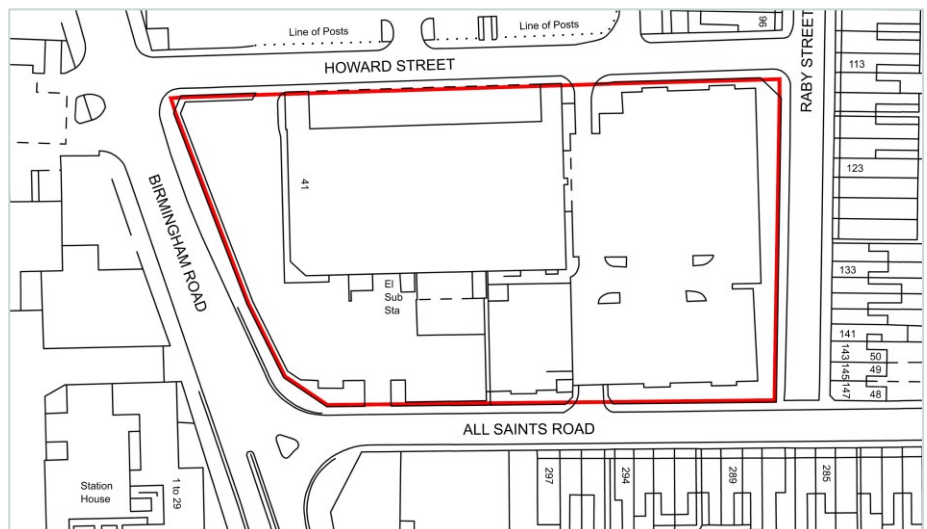 Line of Posts
Line of Posts
96
HOWARD STREET
RABY STREET
113
123
41
BIRMINGHAM ROAD
133
El
Sub
Sta
141
143
145
147
50
49
48
ALL SAINTS ROAD
Station
House
1 to 29
297
294
289
285